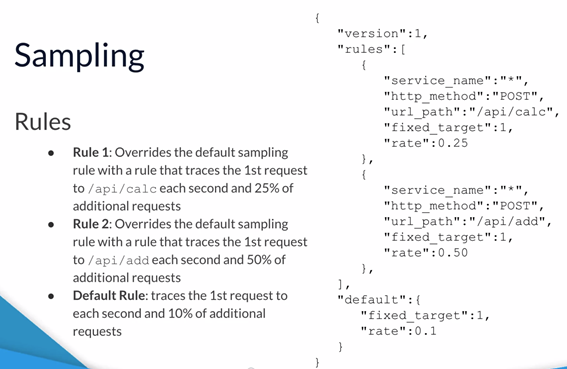 Sampling
Rules
● Rule 1: Overrides the default sampling
rule with a rule that traces the 1st request
to /api/calc each second and 25% of
additional requests
● Rule 2: Overrides the default sampling
rule with a rule that traces the 1st request
to /api/add each second and 50% of
additional requests
● Default Rule: traces the 1st request to
each second and 10% of additional
requests
{
"version":1,
"rules":[
{
"service_name":"*",
"http_method":"POST",
"url_path":"/api/calc",
"fixed_target":1,
"rate":0.25
},
{
"service_name":"*",
"http_method":"POST",
"url_path":"/api/add",
"fixed_target":1,
"rate":0.50
},
],
"default":{
"fixed_target":1,
"rate":0.1
}
}